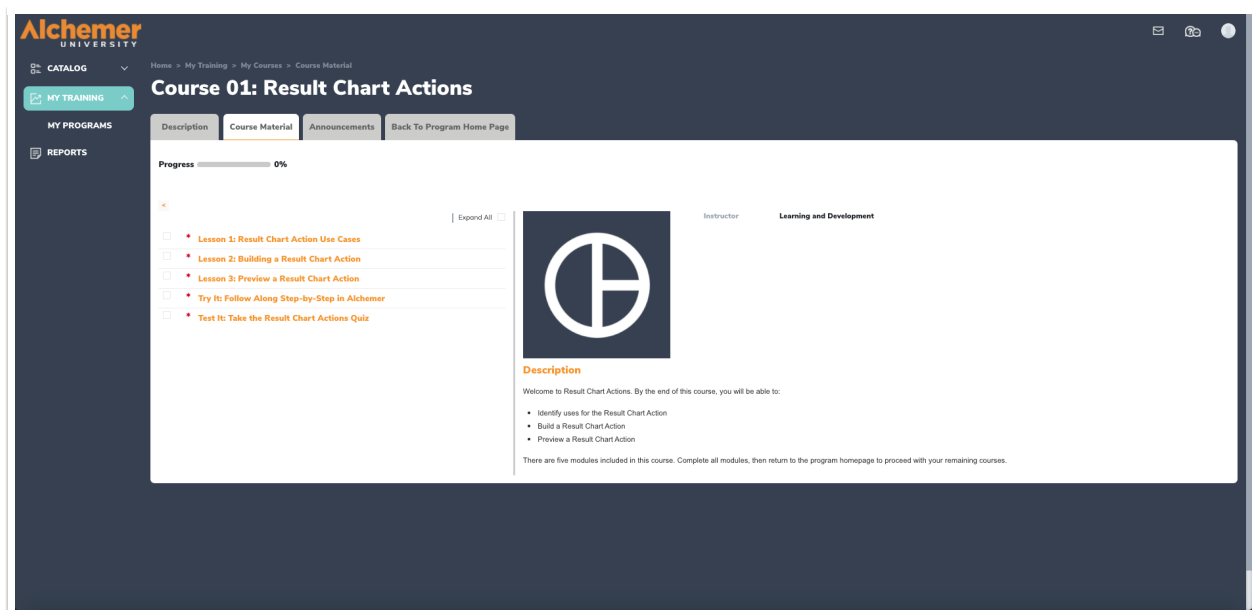 Alchemer
UNIVERSITY
CATALOG
MY TRAINING
MY PROGRAMS
REPORTS
Home > My Training > My Courses > Course Material
Course 01: Result Chart Actions
Description Course Material Announcements Back To Program Home Page
Progress 0%
<
| Expand All
* Lesson 1: Result Chart Action Use Cases
* Lesson 2: Building a Result Chart Action
* Lesson 3: Preview a Result Chart Action
* Try It: Follow Along Step-by-Step in Alchemer
* Test It: Take the Result Chart Actions Quiz
Instructor Learning and Development
Description
Welcome to Result Chart Actions. By the end of this course, you will be able to:
• Identify uses for the Result Chart Action
• Build a Result Chart Action
• Preview a Result Chart Action
There are five modules included in this course. Complete all modules, then return to the program homepage to proceed with your remaining courses.